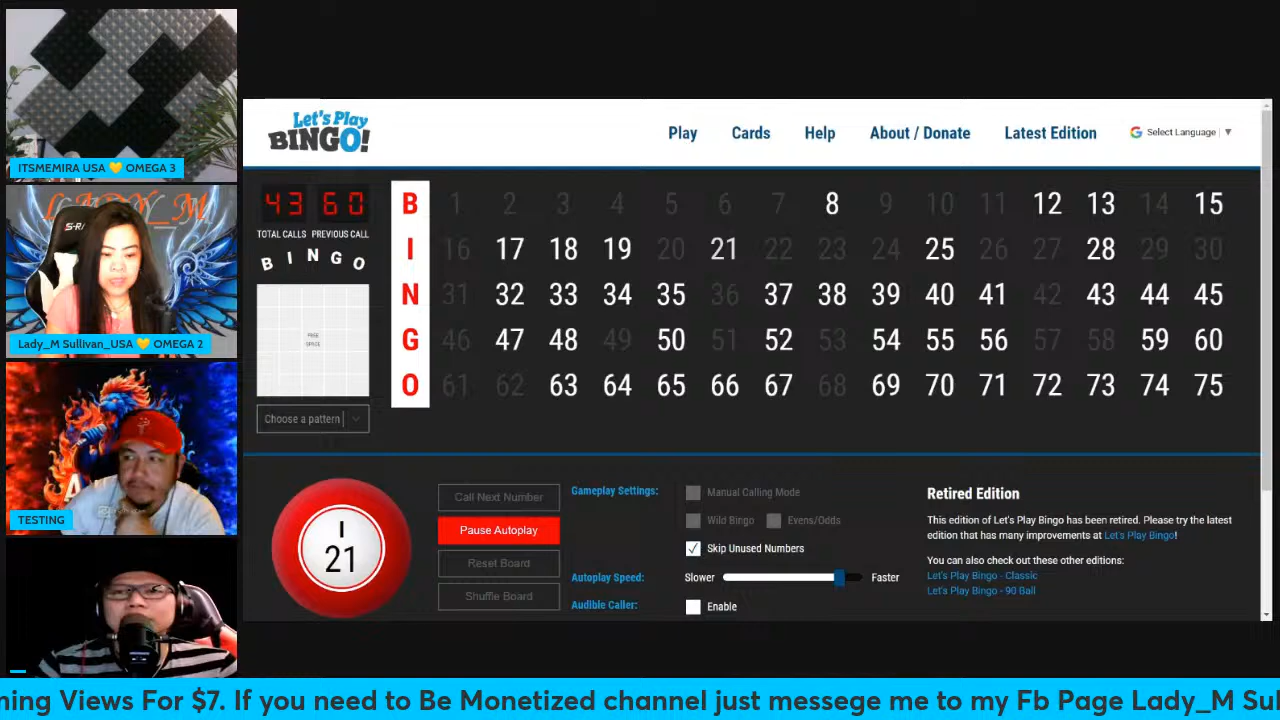 ITSMEMIRA USA 💛 OMEGA 3
LADY_M
Lady_M Sullivan_USA 💛 OMEGA 2
TESTING
Let's Play
BINGO!
Play
Cards
Help
About / Donate
Latest Edition
Select Language ▼
43 60
TOTAL CALLS PREVIOUS CALL
B I N G O
FREE
SPACE
Choose a pattern
B 1 2 3 4 5 6 7 8 9 10 11 12 13 14 15
I 16 17 18 19 20 21 22 23 24 25 26 27 28 29 30
N 31 32 33 34 35 36 37 38 39 40 41 42 43 44 45
G 46 47 48 49 50 51 52 53 54 55 56 57 58 59 60
O 61 62 63 64 65 66 67 68 69 70 71 72 73 74 75
I
21
Call Next Number
Pause Autoplay
Reset Board
Shuffle Board
Gameplay Settings:
Manual Calling Mode
Wild Bingo
Evens/Odds
Skip Unused Numbers
Autoplay Speed:
Slower
Faster
Audible Caller:
Enable
Retired Edition
This edition of Let's Play Bingo has been retired. Please try the latest
edition that has many improvements at Let's Play Bingo!
You can also check out these other editions:
Let's Play Bingo - Classic
Let's Play Bingo - 90 Ball
ning Views For $7. If you need to Be Monetized channel just messege me to my Fb Page Lady_M Sul